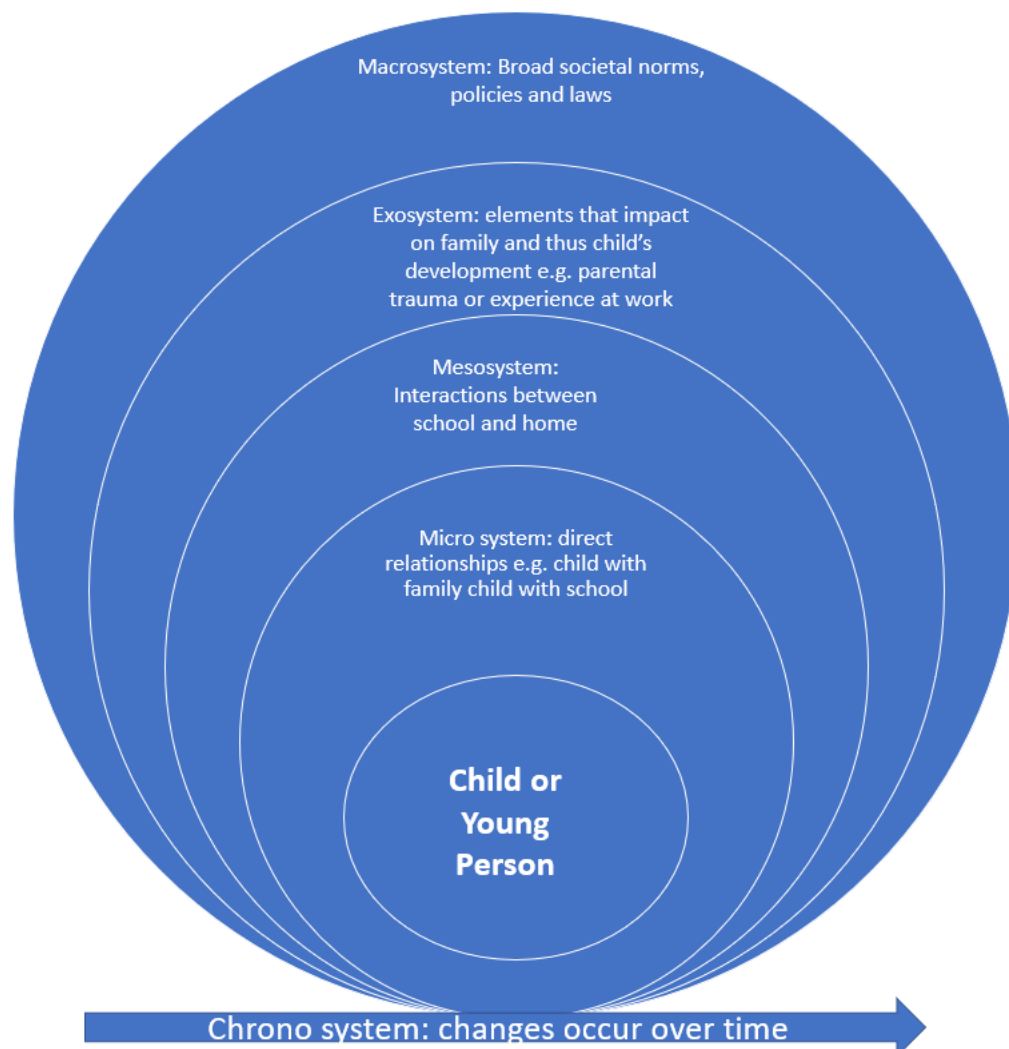 Macrosystem: Broad societal norms,
policies and laws
Exosystem: elements that impact
on family and thus child’s
development e.g. parental
trauma or experience at work
Mesosystem:
Interactions between
school and home
Micro system: direct
relationships e.g. child with
family child with school
Child or
Young
Person
Chrono system: changes occur over time